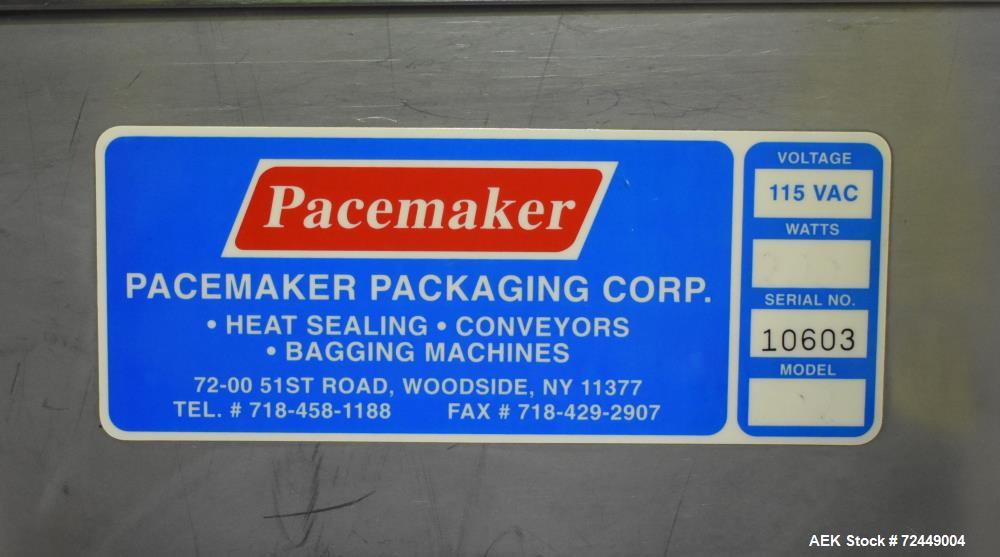 Pacemaker
PACEMAKER PACKAGING CORP.
• HEAT SEALING • CONVEYORS
• BAGGING MACHINES
72-00 51ST ROAD, WOODSIDE, NY 11377
TEL. # 718-458-1188 FAX # 718-429-2907
VOLTAGE
115 VAC
WATTS
SERIAL NO.
10603
MODEL
AEK Stock # 72449004